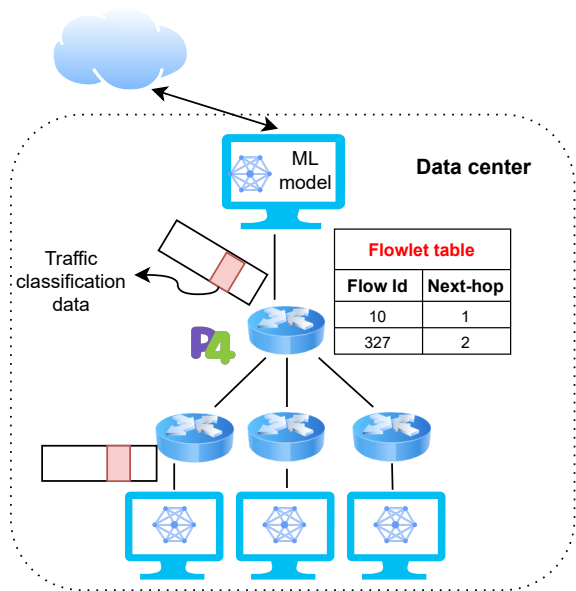 ML
model
Data center
Traffic
classification
data
Flowlet table
Flow Id Next-hop
10 1
327 2
P4